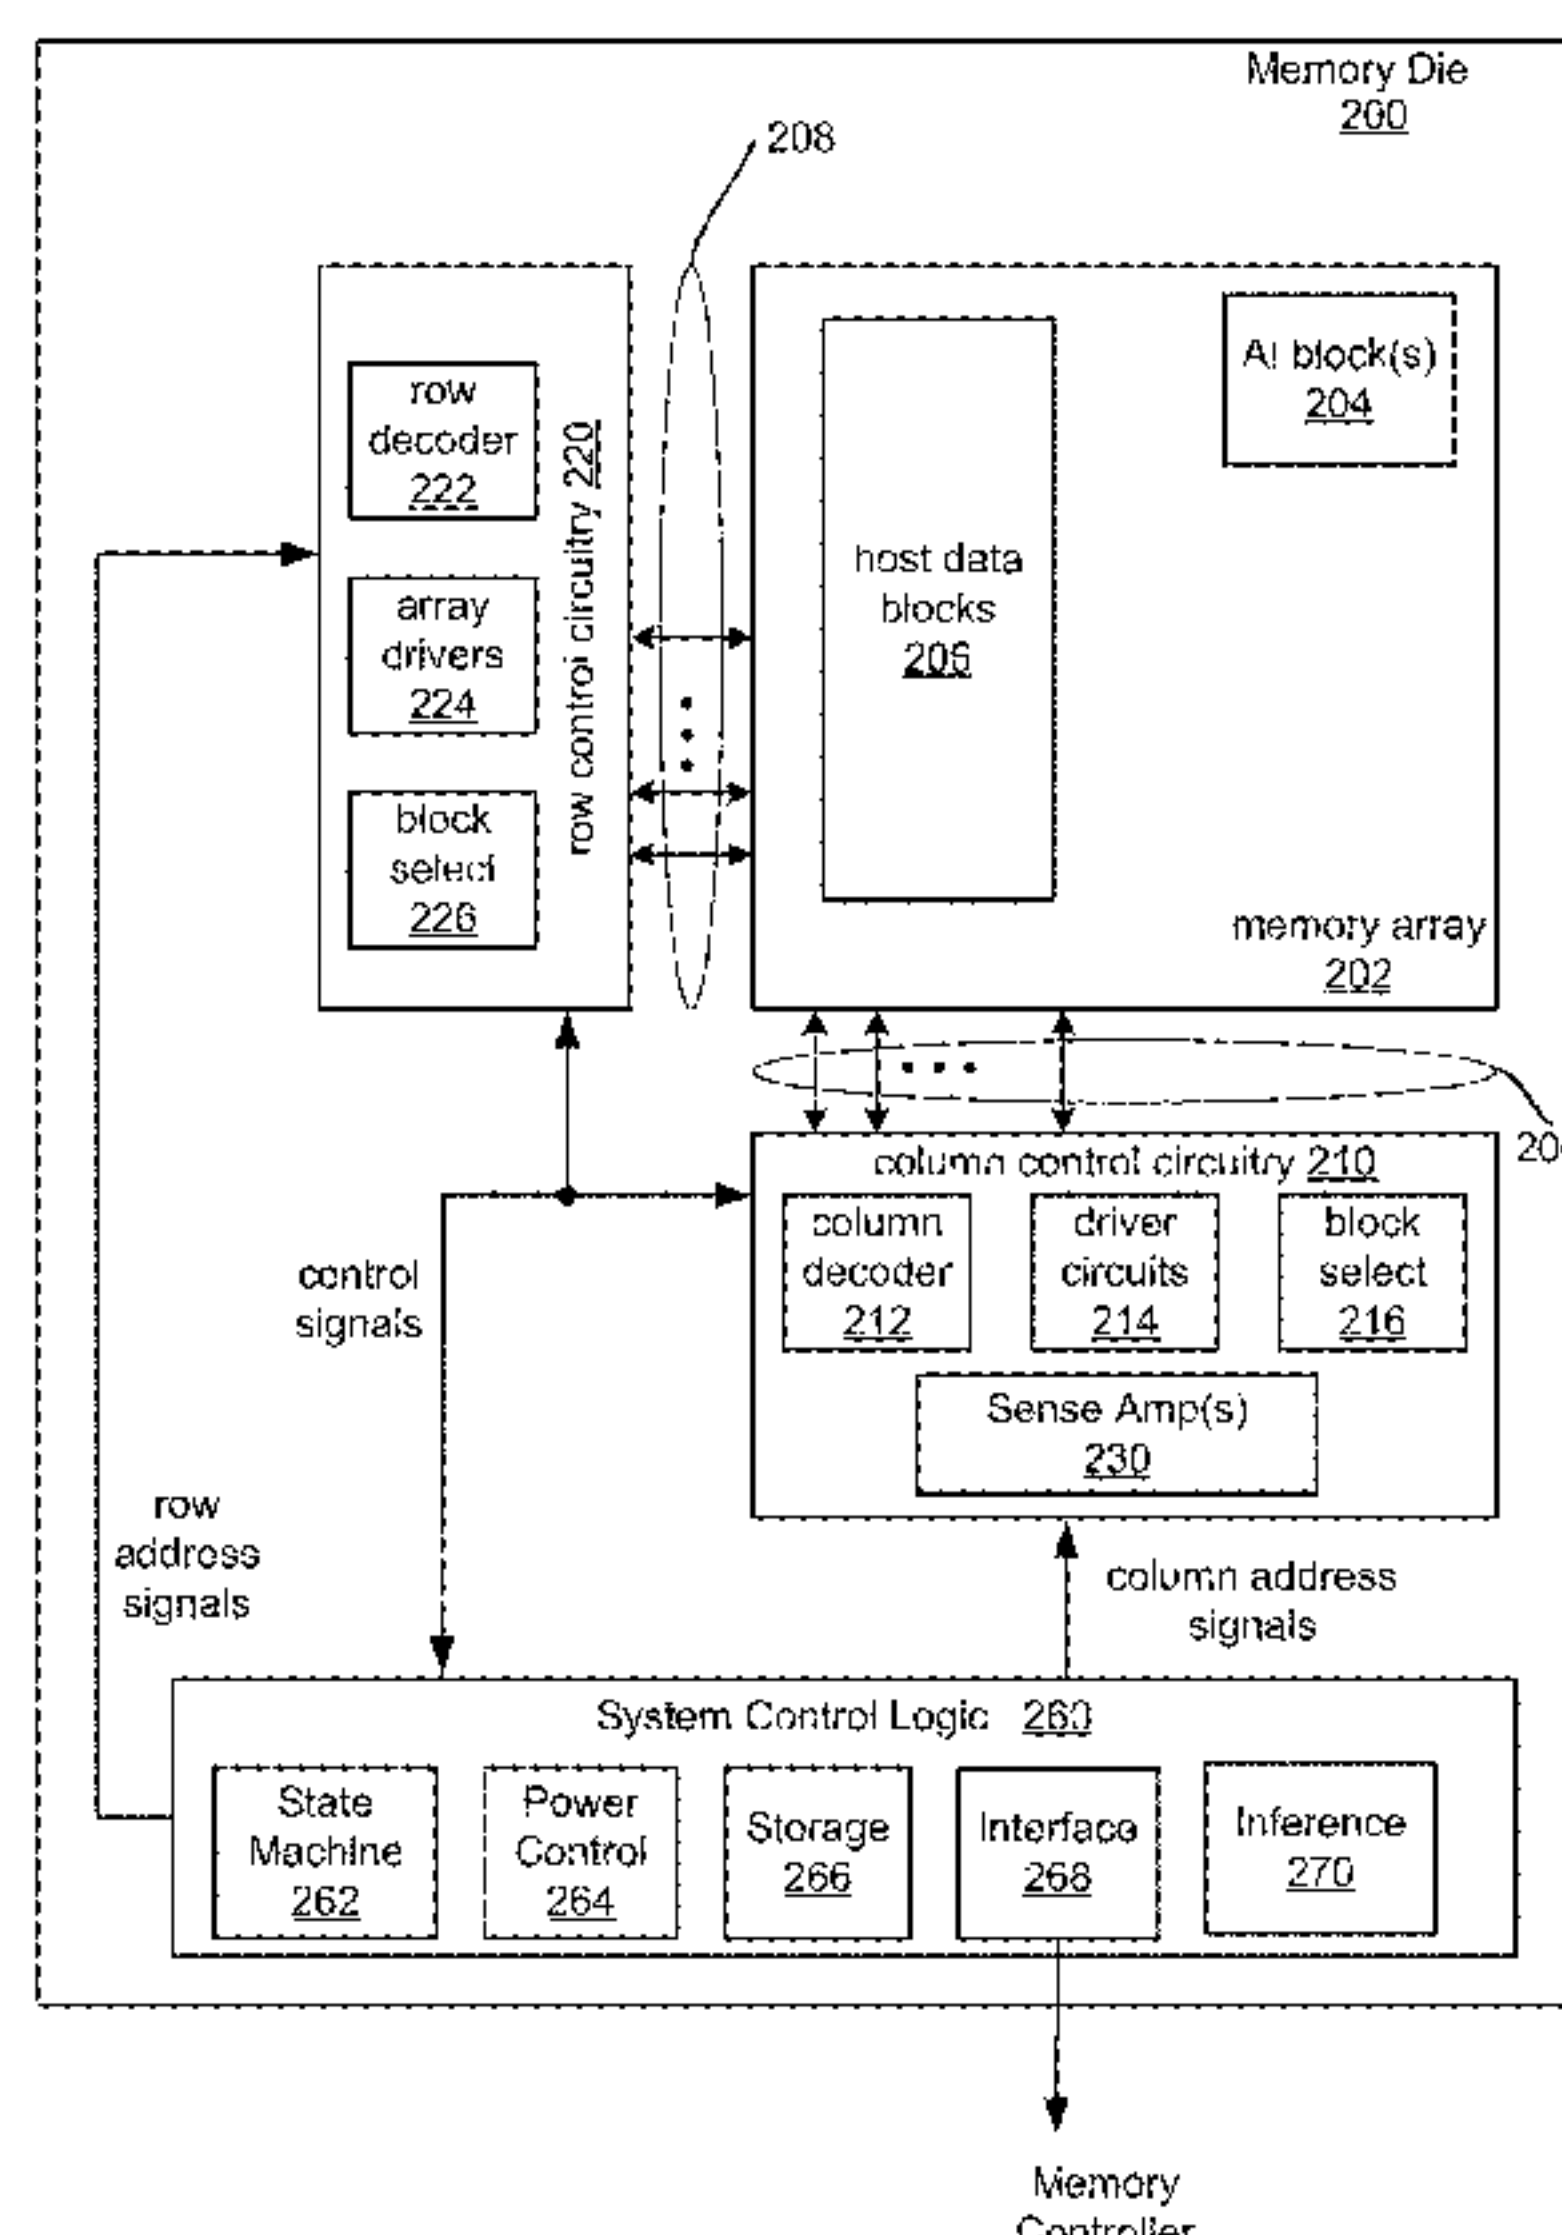 Memory Die
200
208
AI block(s)
204
row
decoder
222
row control circuitry 220
host data
blocks
206
array
drivers
224
block
select
226
memory array
202
column control circuitry 210
column
decoder
212
driver
circuits
214
block
select
216
control
signals
Sense Amp(s)
230
row
address
signals
column address
signals
System Control Logic 260
State
Machine
262
Power
Control
264
Storage
266
Interface
268
Inference
270
Memory
Controller